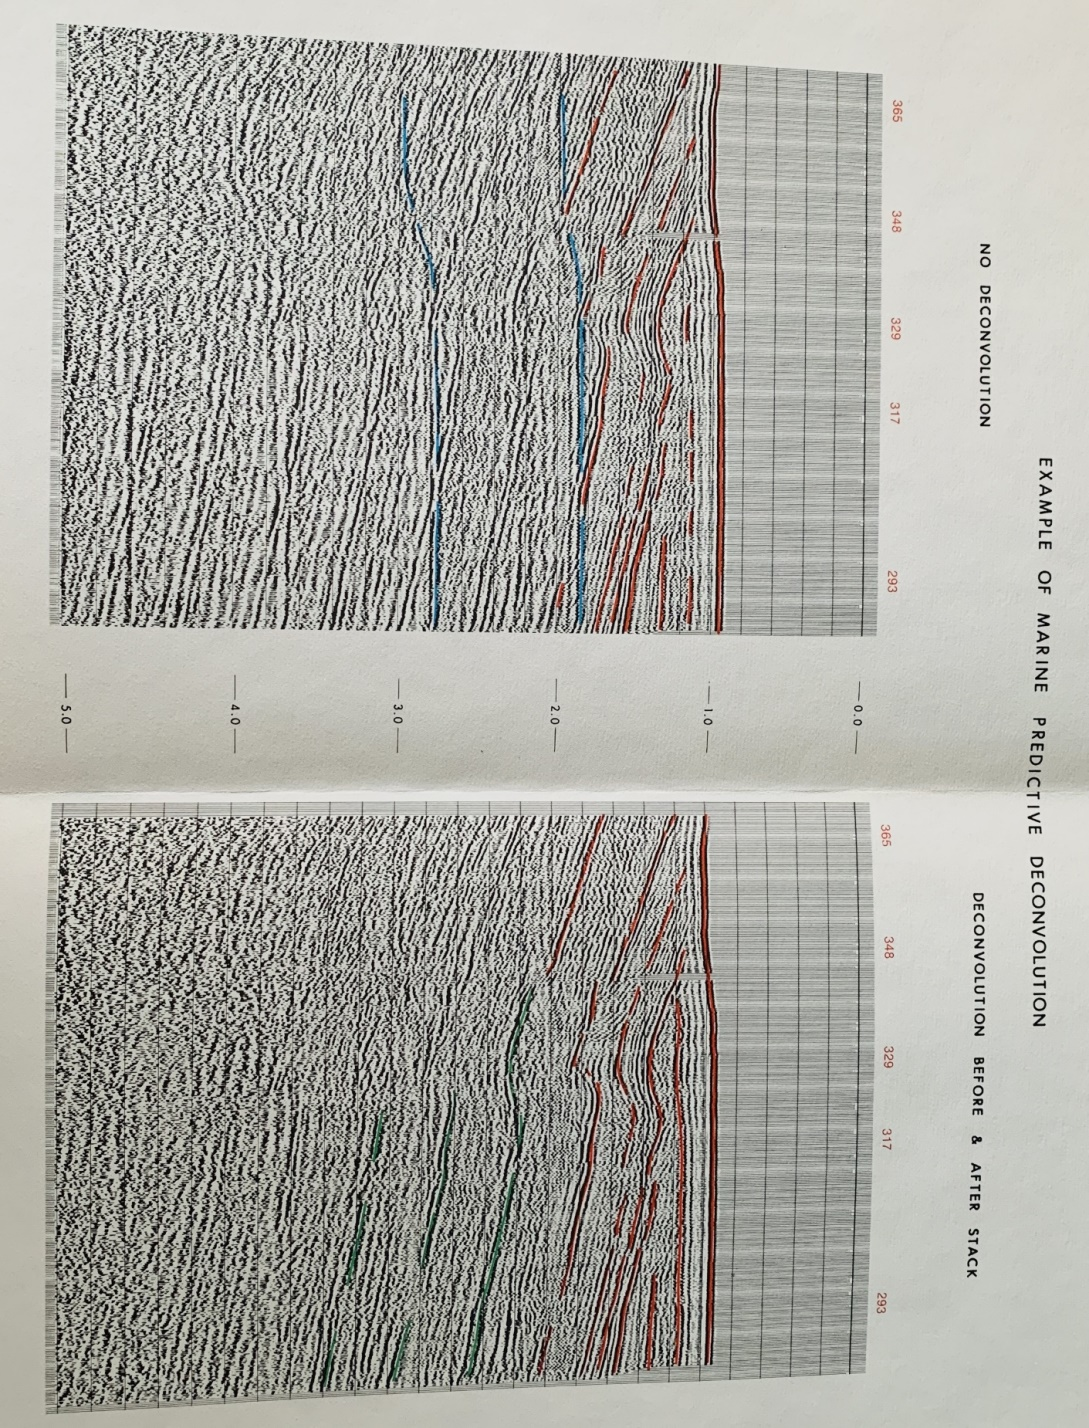 EXAMPLE OF MARINE PREDICTIVE DECONVOLUTION
NO DECONVOLUTION
DECONVOLUTION BEFORE & AFTER STACK
365 348 329 317 293
365 348 329 317 293
0.0
1.0
2.0
3.0
4.0
5.0